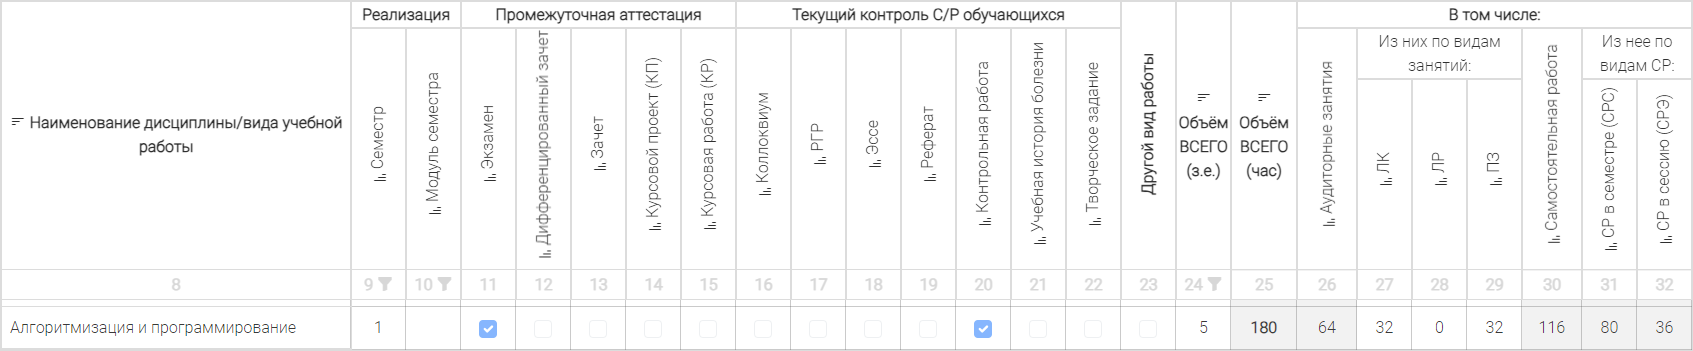 Реализация
Промежуточная аттестация
Текущий контроль С/Р обучающихся
В том числе:
Наименование дисциплины/вида учебной
работы
Семестр
Модуль семестра
Экзамен
Дифференцированный зачет
Зачет
Курсовой проект (КП)
Курсовая работа (КР)
Коллоквиум
РГР
Эссе
Реферат
Контрольная работа
Учебная история болезни
Творческое задание
Другой вид работы
Объём
ВСЕГО
(з.е.)
Объём
ВСЕГО
(час)
Аудиторные занятия
Из них по видам
занятий:
ЛК
ЛР
ПЗ
Самостоятельная работа
Из нее по
видам СР:
СР в семестре (СРС)
СР в сессию (СРЭ)
8 9 10 11 12 13 14 15 16 17 18 19 20 21 22 23 24 25 26 27 28 29 30 31 32
Алгоритмизация и программирование 1 5 180 64 32 0 32 116 80 36